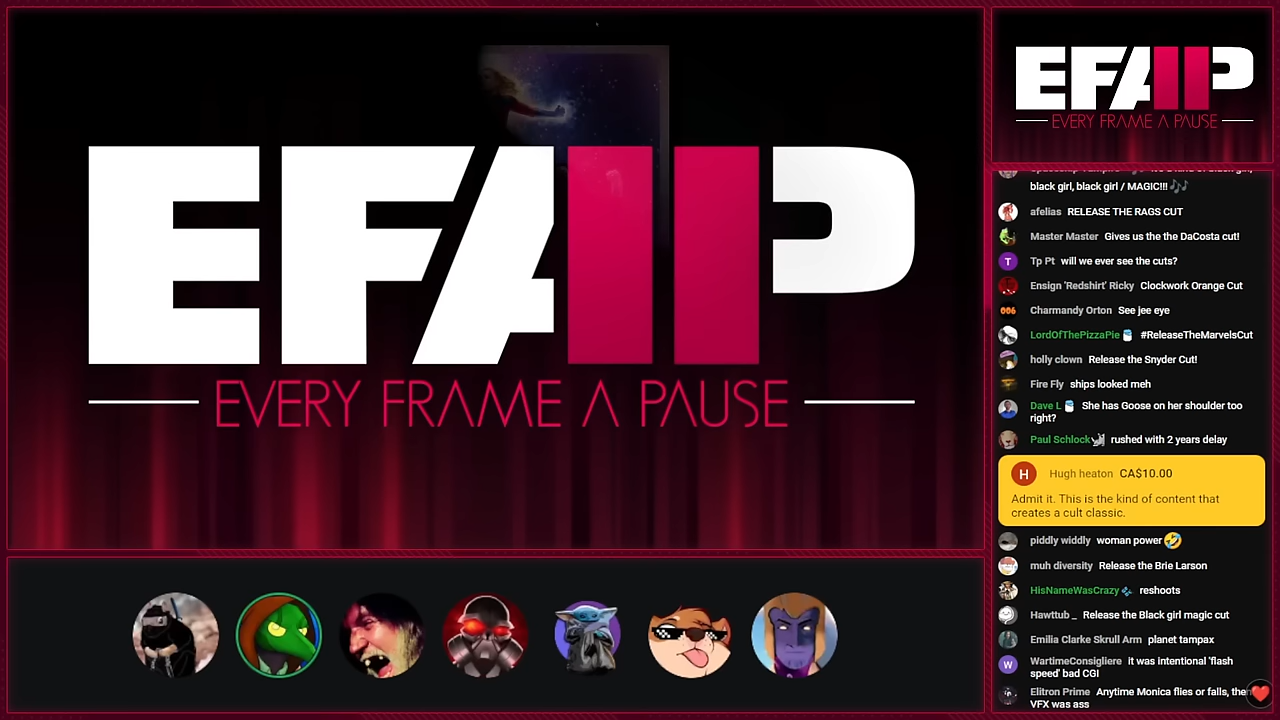 EFAP
EVERY FRAME A PAUSE
EFAP
EVERY FRAME A PAUSE
black girl, black girl / MAGIC!!! 🎶
afelias RELEASE THE RAGS CUT
Master Master Gives us the the DaCosta cut!
T Tp Pt will we ever see the cuts?
Ensign 'Redshirt' Ricky Clockwork Orange Cut
Charmandy Orton See jee eye
LordOfThePizzaPie #ReleaseTheMarvelsCut
holly clown Release the Snyder Cut!
Fire Fly ships looked meh
Dave L She has Goose on her shoulder too
right?
Paul Schlock rushed with 2 years delay
H Hugh heaton CA$10.00
Admit it. This is the kind of content that
creates a cult classic.
piddly widdly woman power 🤣
muh diversity Release the Brie Larson
HisNameWasCrazy reshoots
Hawttub _ Release the Black girl magic cut
Emilia Clarke Skrull Arm planet tampax
W WartimeConsigliere it was intentional 'flash
speed' bad CGI
Elitron Prime Anytime Monica flies or falls, the
VFX was ass